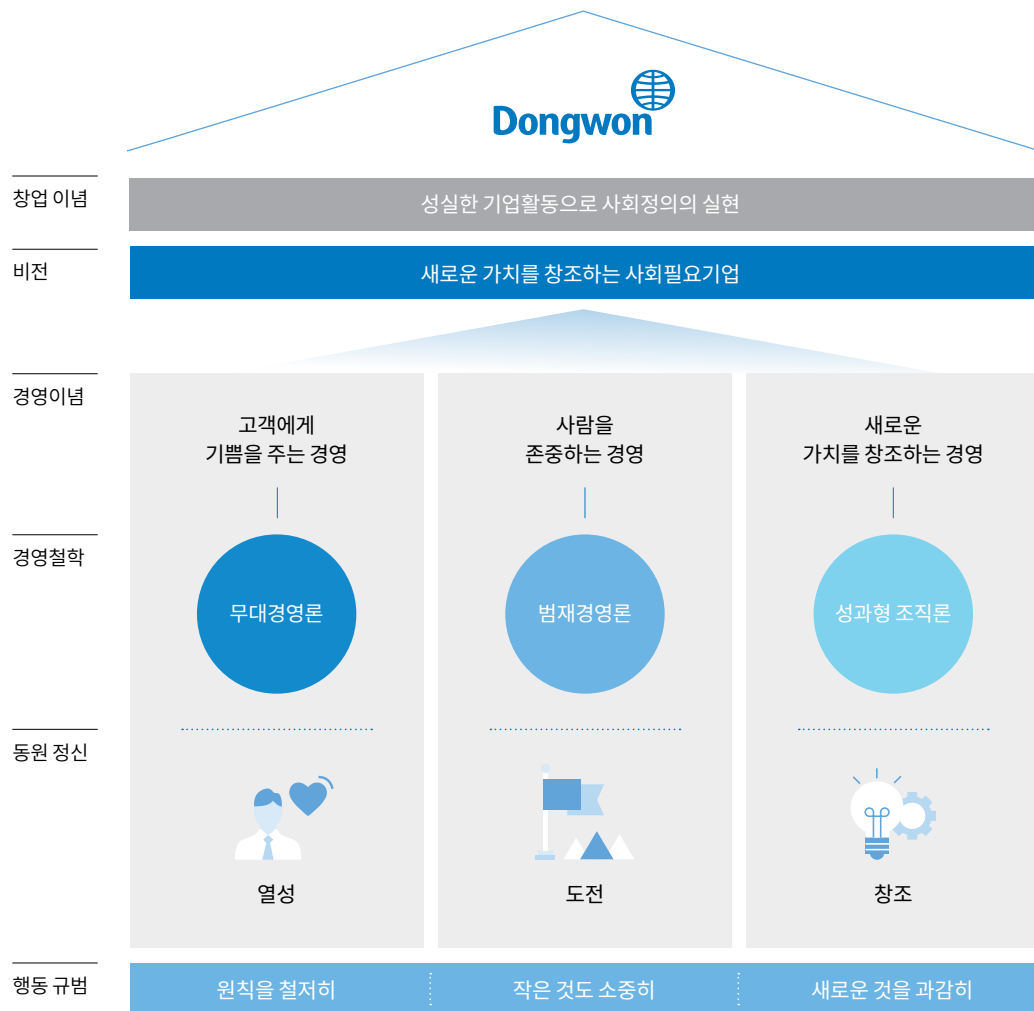 Dongwon
창업 이념
성실한 기업활동으로 사회정의의 실현
비전
새로운 가치를 창조하는 사회필요기업
경영이념
고객에게
기쁨을 주는 경영
사람을
존중하는 경영
새로운
가치를 창조하는 경영
경영철학
무대경영론
범재경영론
성과형 조직론
동원 정신
열성
도전
창조
행동 규범
원칙을 철저히
작은 것도 소중히
새로운 것을 과감히